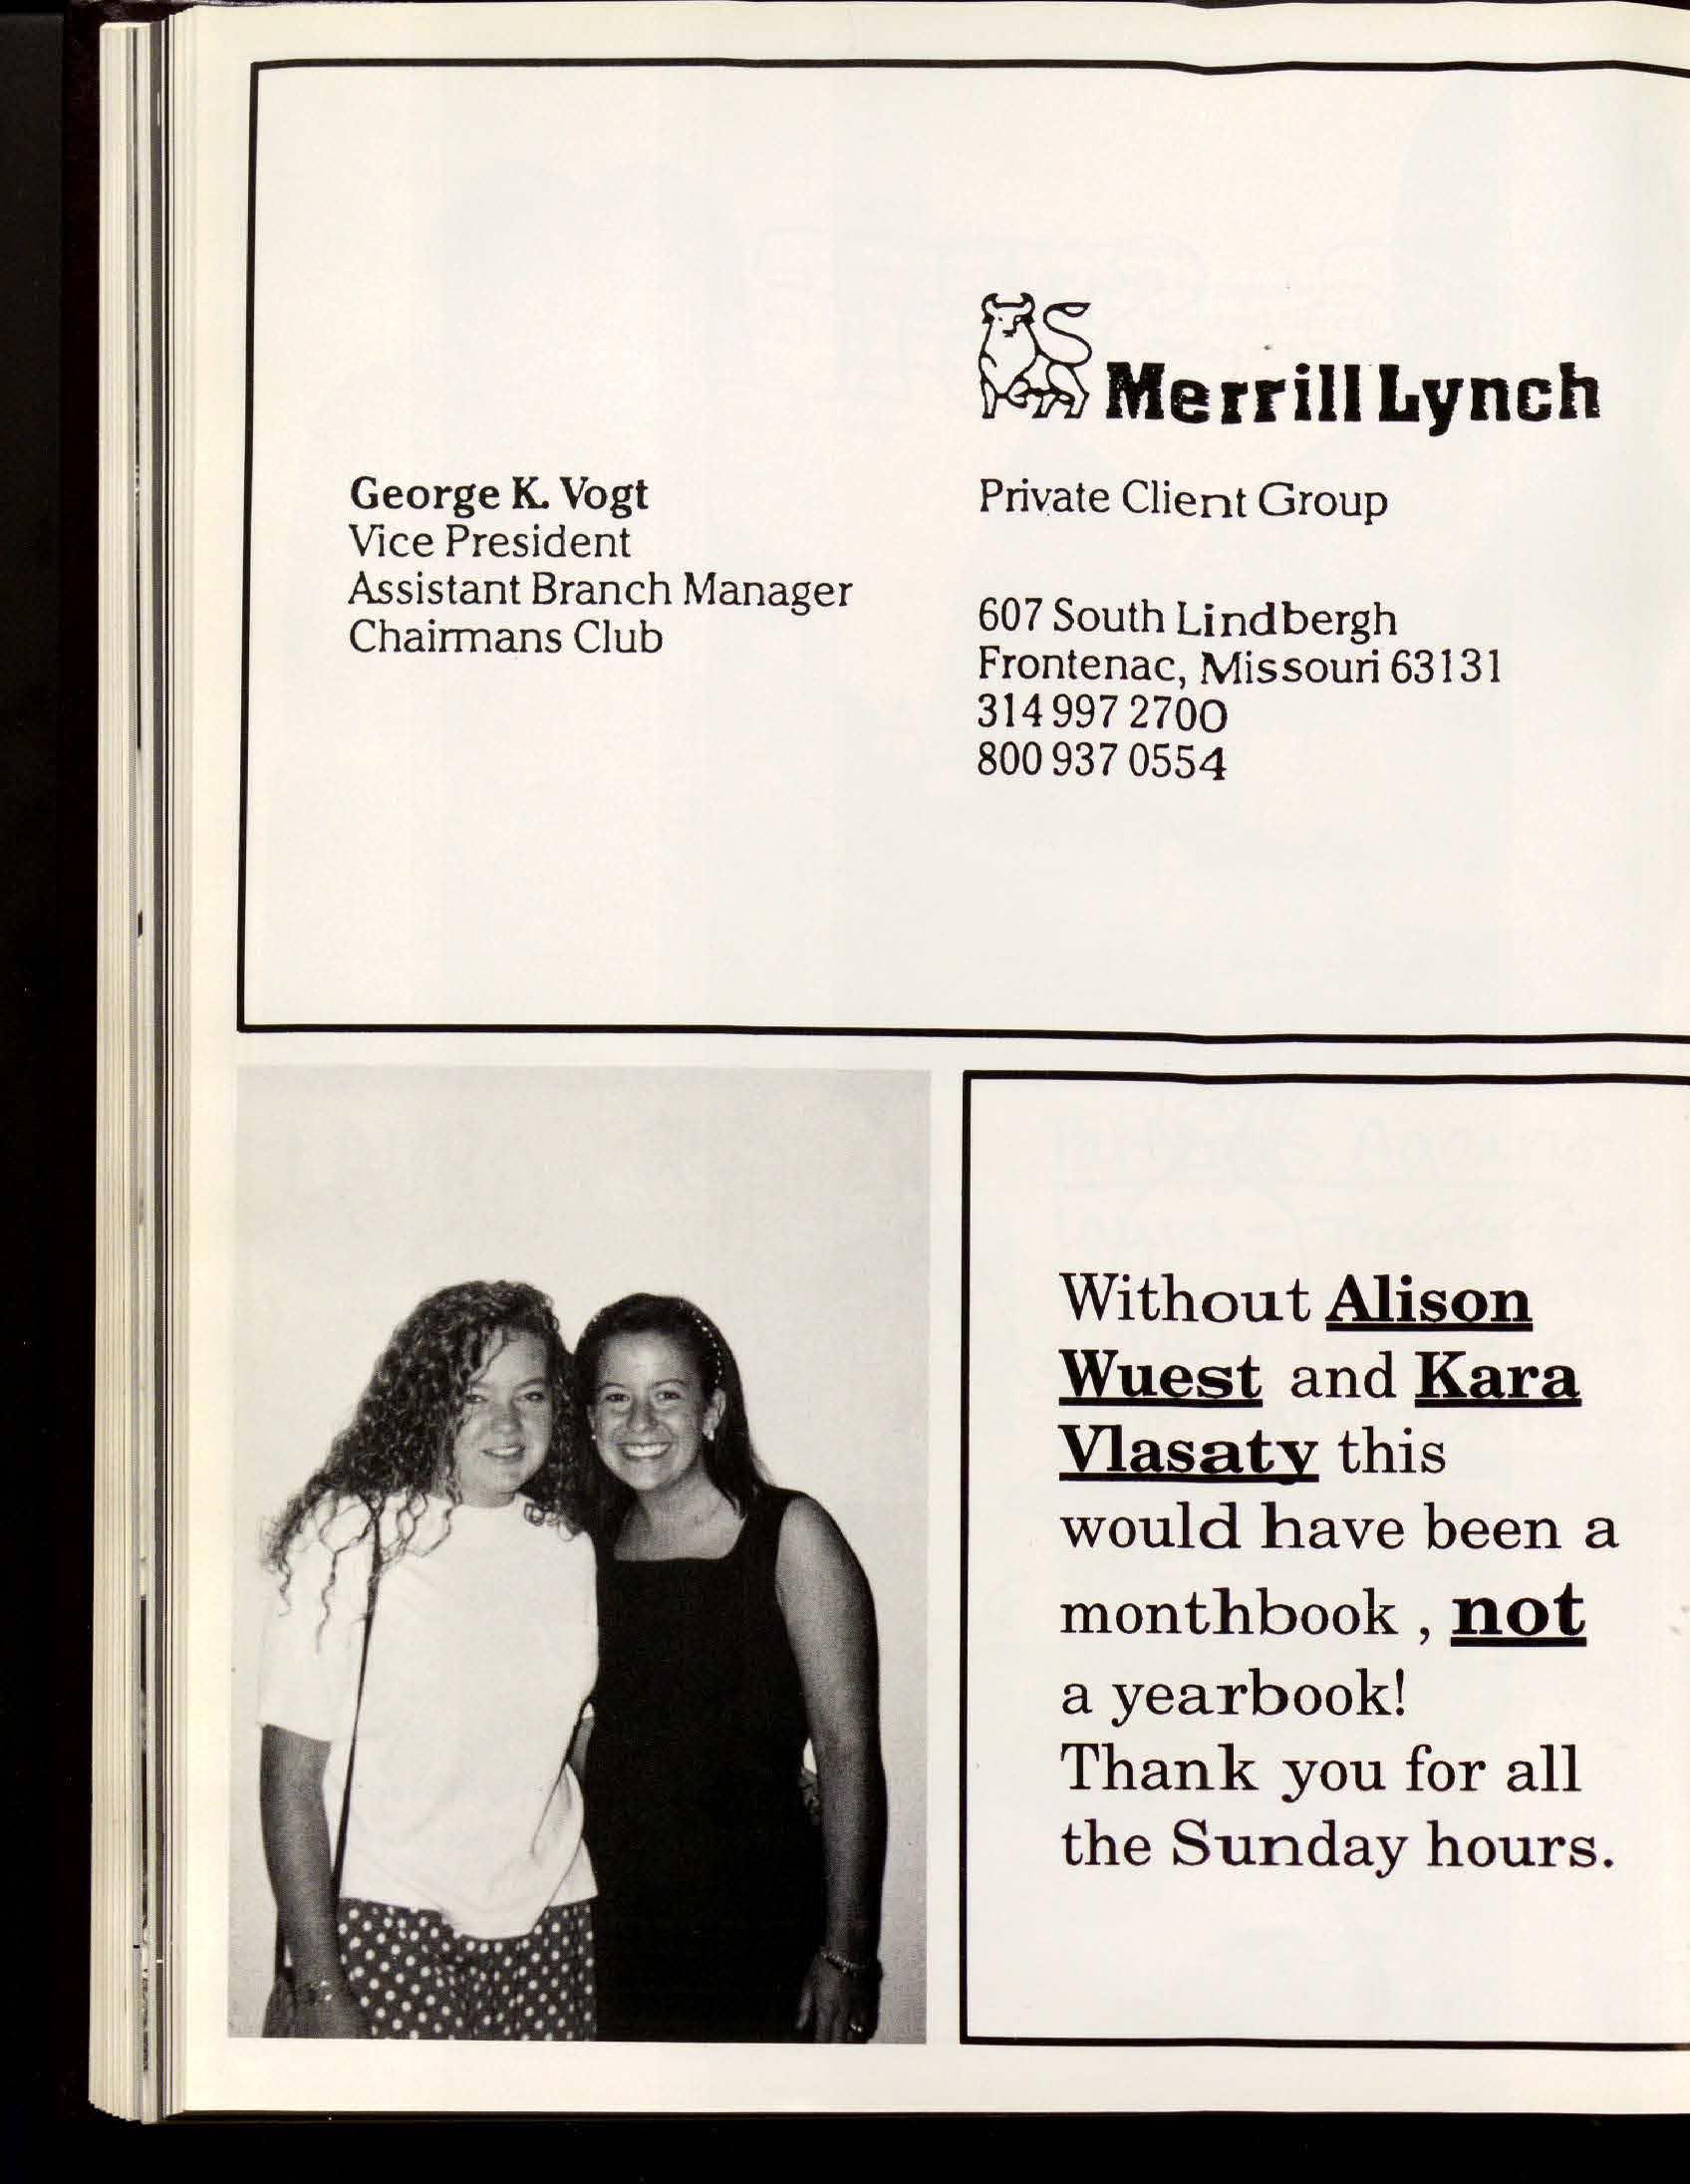 Merrill Lynch
George K. Vogt
Vice President
Assistant Branch Manager
Chairmans Club
Private Client Group
607 South Lindbergh
Frontenac, Missouri 63131
314 997 2700
800 937 0554
Without Alison
Wuest and Kara
Vlasaty this
would have been a
monthbook , not
a yearbook!
Thank you for all
the Sunday hours.